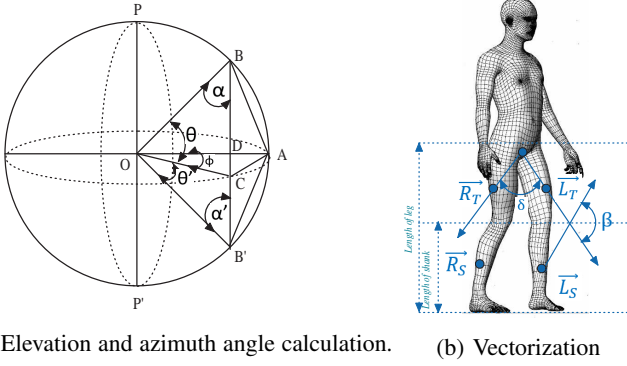 P
B
α
θ
D
O
ϕ
A
θ'
C
α'
B'
P'
Elevation and azimuth angle calculation.
Length of leg
Length of shank
R_T
L_T
δ
β
R_S
L_S
(b) Vectorization